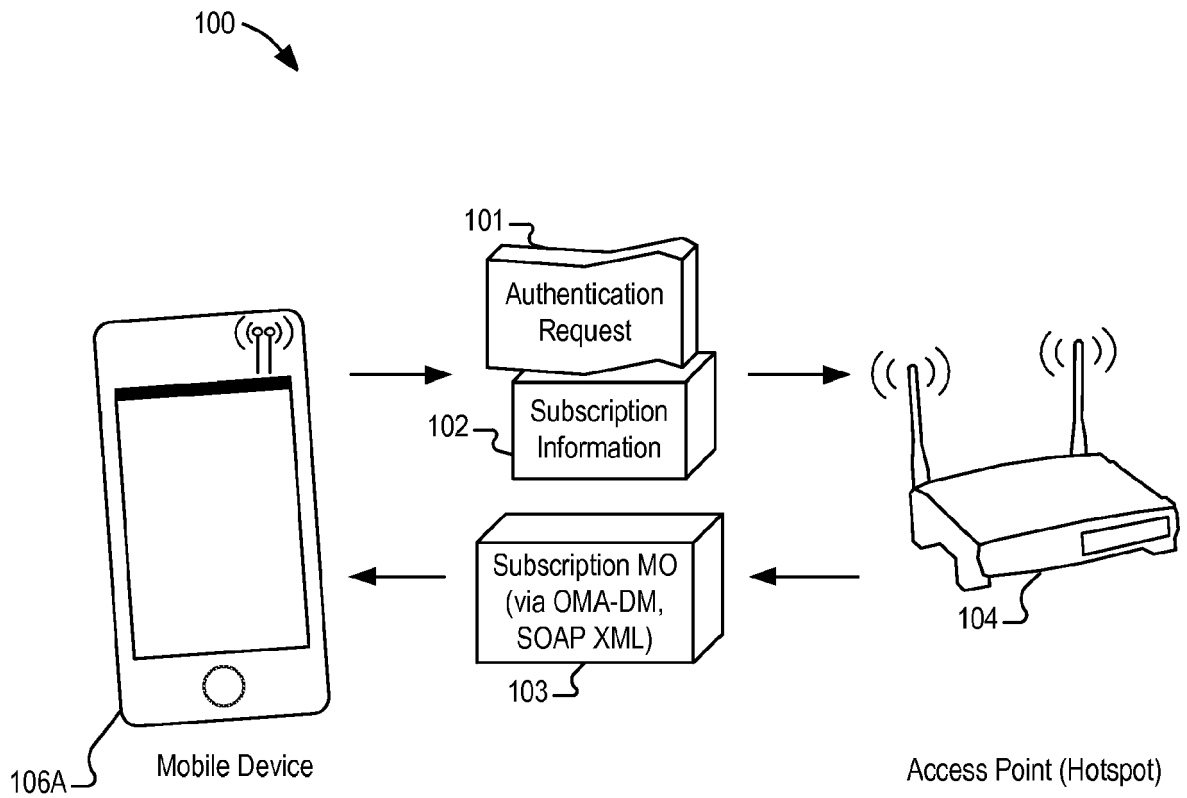 100
101
Authentication
Request
102
Subscription
Information
Subscription MO
(via OMA-DM,
SOAP XML)
103
104
106A
Mobile Device
Access Point (Hotspot)